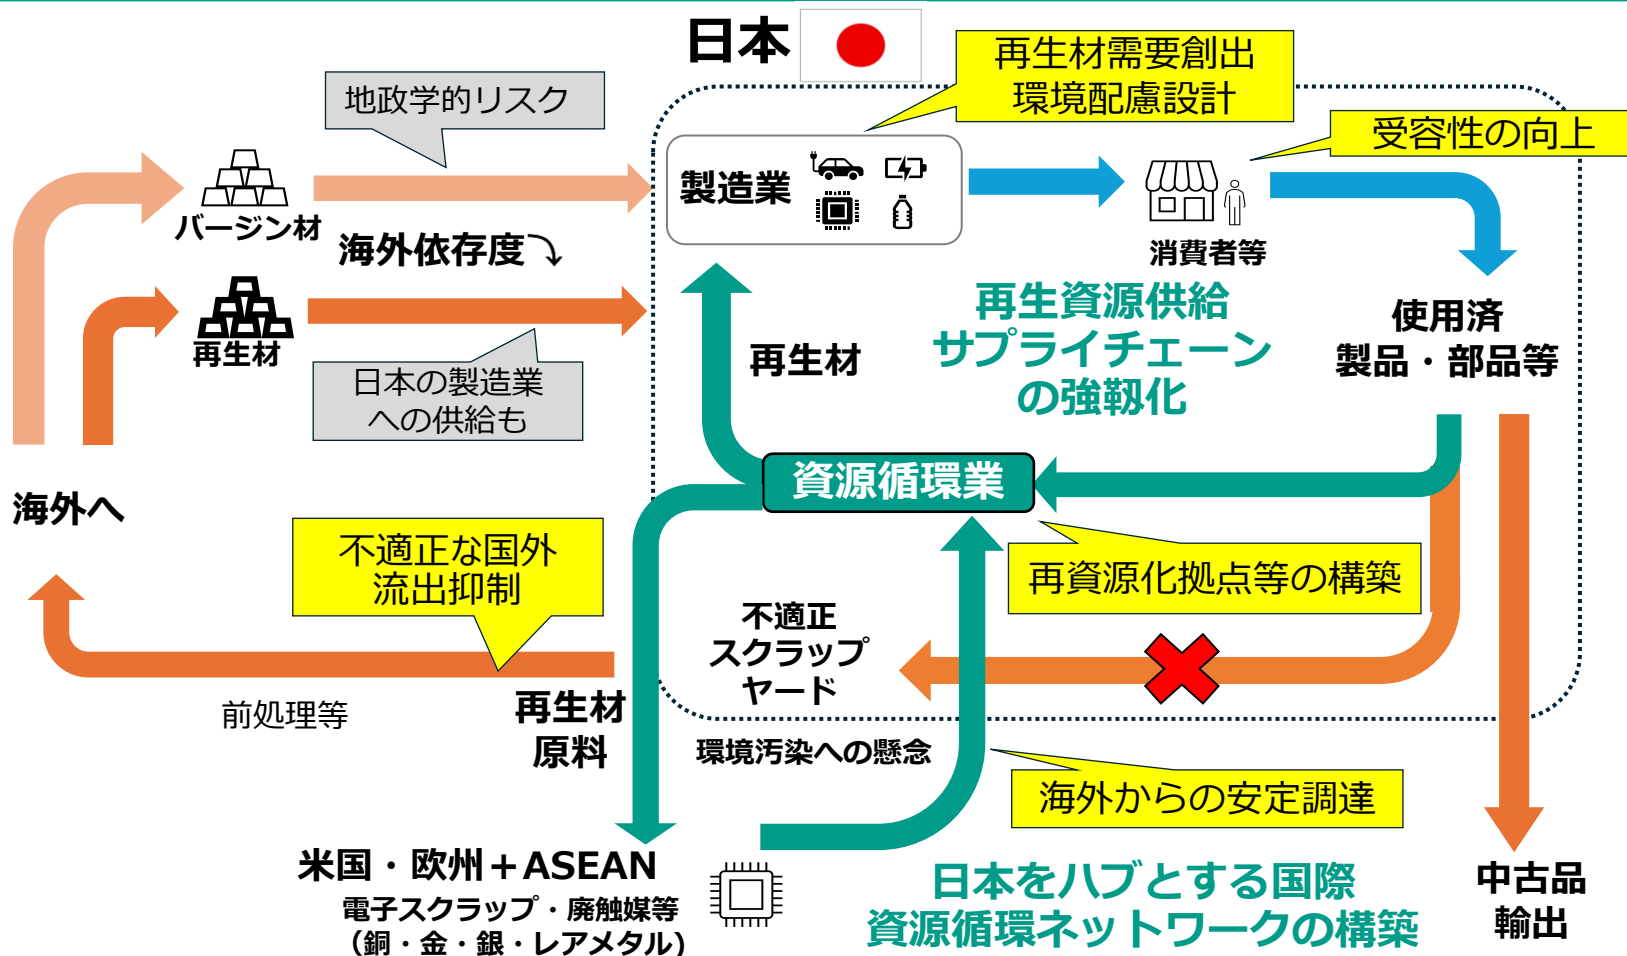 日本
再生材需要創出
環境配慮設計
地政学的リスク
受容性の向上
製造業
バージン材
消費者等
海外依存度
再生材
日本の製造業
への供給も
再生材
再生資源供給
サプライチェーン
の強靱化
使用済
製品・部品等
資源循環業
海外へ
不適正な国外
流出抑制
再資源化拠点等の構築
不適正
スクラップ
ヤード
前処理等
再生材
原料
環境汚染への懸念
海外からの安定調達
米国・欧州+ASEAN
電子スクラップ・廃触媒等
(銅・金・銀・レアメタル)
日本をハブとする国際
資源循環ネットワークの構築
中古品
輸出